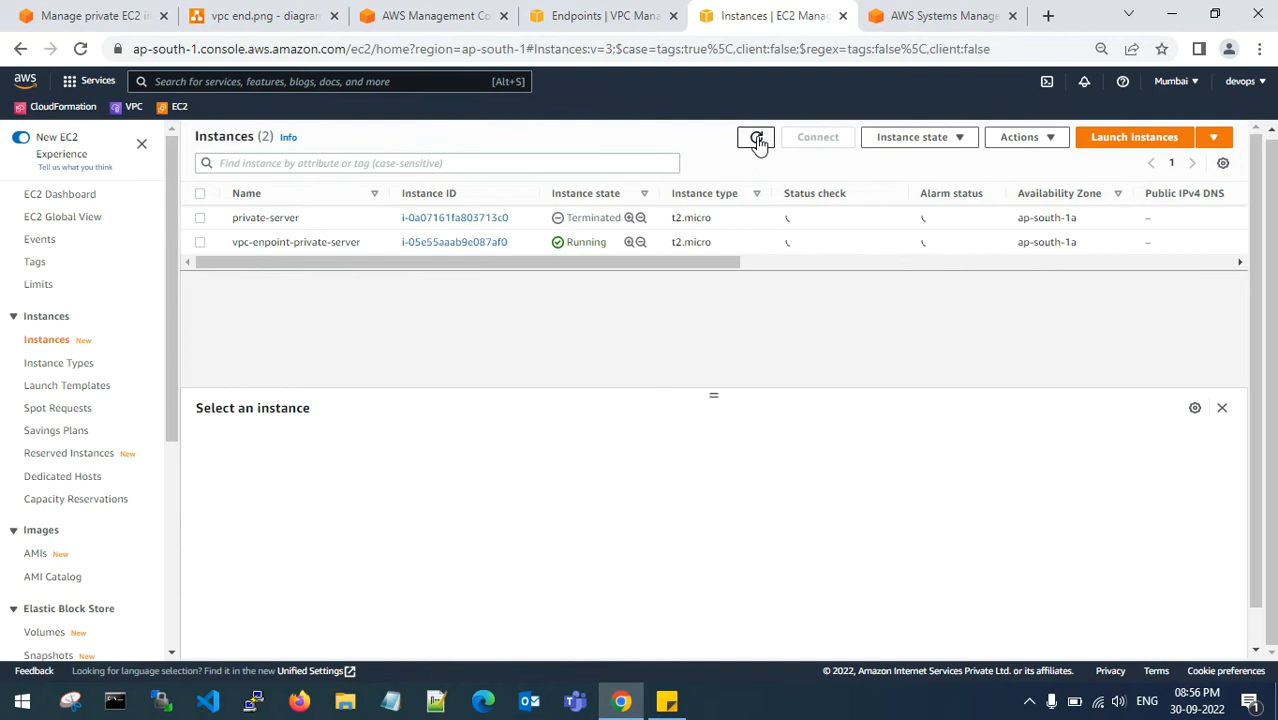 Manage private EC2 in
vpc end.png - diagram
AWS Management Co
Endpoints | VPC Man
Instances | EC2 Manag
AWS Systems Manage
ap-south-1.console.aws.amazon.com/ec2/home?region=ap-south-1#Instances:v=3;$case=tags:true%5C,client:false;$regex=tags:false%5C,client:false
aws
Services
Search for services, features, blogs, docs, and more
[Alt+S]
Mumbai
devops
CloudFormation
VPC
EC2
New EC2
Experience
Tell us what you think
EC2 Dashboard
EC2 Global View
Events
Tags
Limits
Instances
Instances New
Instance Types
Launch Templates
Spot Requests
Savings Plans
Reserved Instances New
Dedicated Hosts
Capacity Reservations
Images
AMIs New
AMI Catalog
Elastic Block Store
Volumes New
Snapshots New
Instances (2) Info
Connect
Instance state
Actions
Launch instances
Find instance by attribute or tag (case-sensitive)
1
Name Instance ID Instance state Instance type Status check Alarm status Availability Zone Public IPv4 DNS
private-server i-0a07161fa803713c0 Terminated t2.micro ap-south-1a –
vpc-enpoint-private-server i-05e55aaab9e087af0 Running t2.micro ap-south-1a –
Select an instance
Feedback
Looking for language selection? Find it in the new Unified Settings
© 2022, Amazon Internet Services Private Ltd. or its affiliates.
Privacy
Terms
Cookie preferences
ENG
08:56 PM
30-09-2022
1